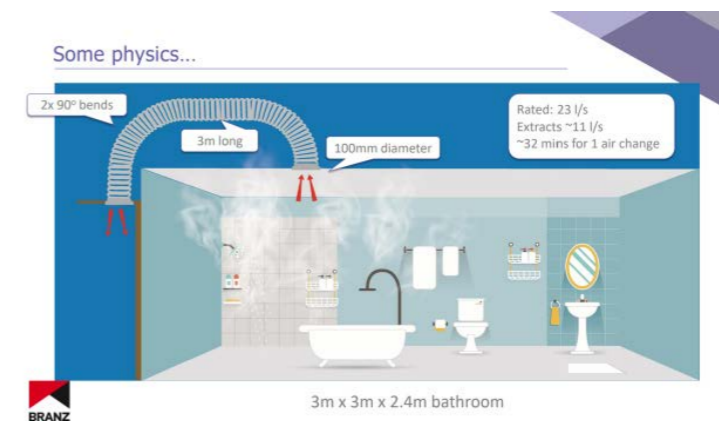 Some physics...
2x 90° bends
3m long
100mm diameter
Rated: 23 l/s
Extracts ~11 l/s
~32 mins for 1 air change
3m x 3m x 2.4m bathroom
BRANZ